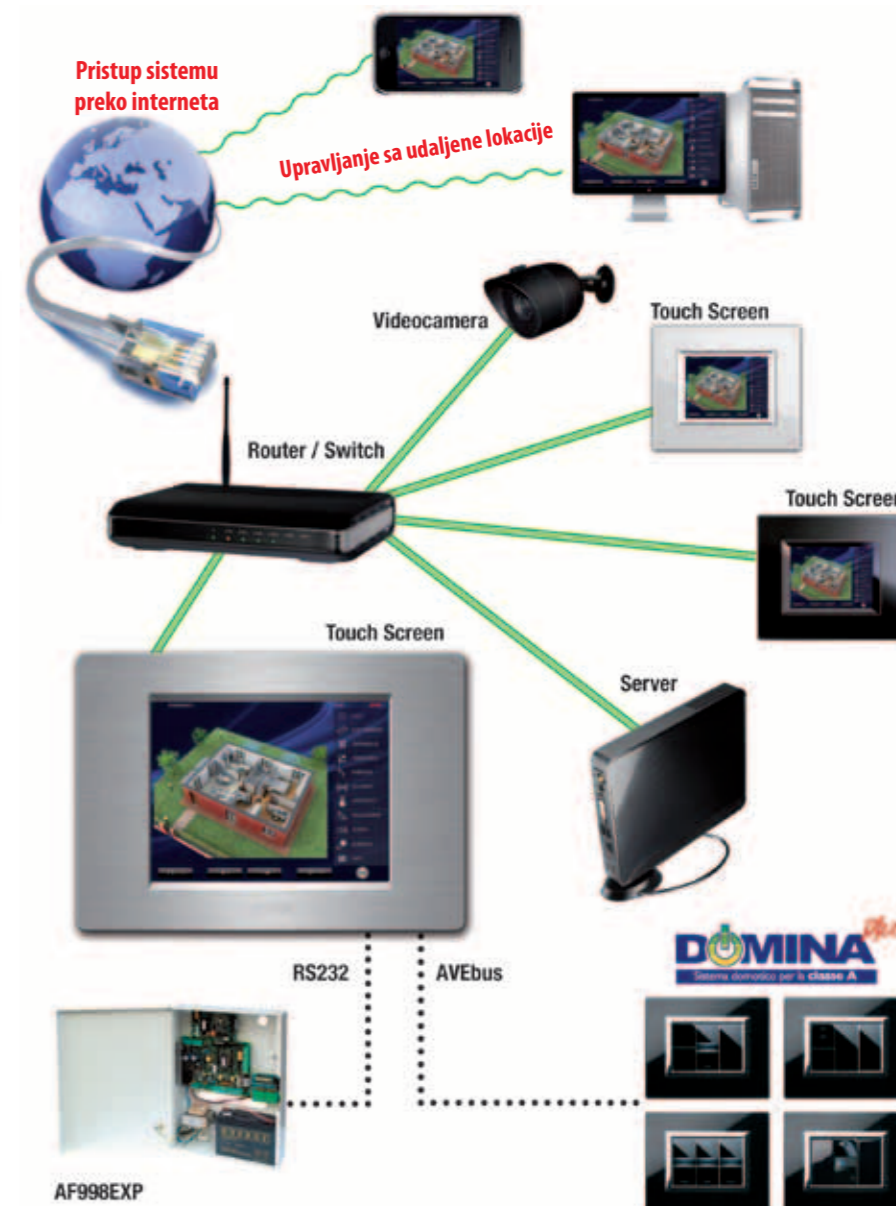 Pristup sistemu
preko interneta
Upravljanje sa udaljene lokacije
Videocamera
Touch Screen
Router / Switch
Touch Screen
Touch Screen
Server
RS232
AVEbus
DOMINA
Sistema domotico per la classe A
AF998EXP